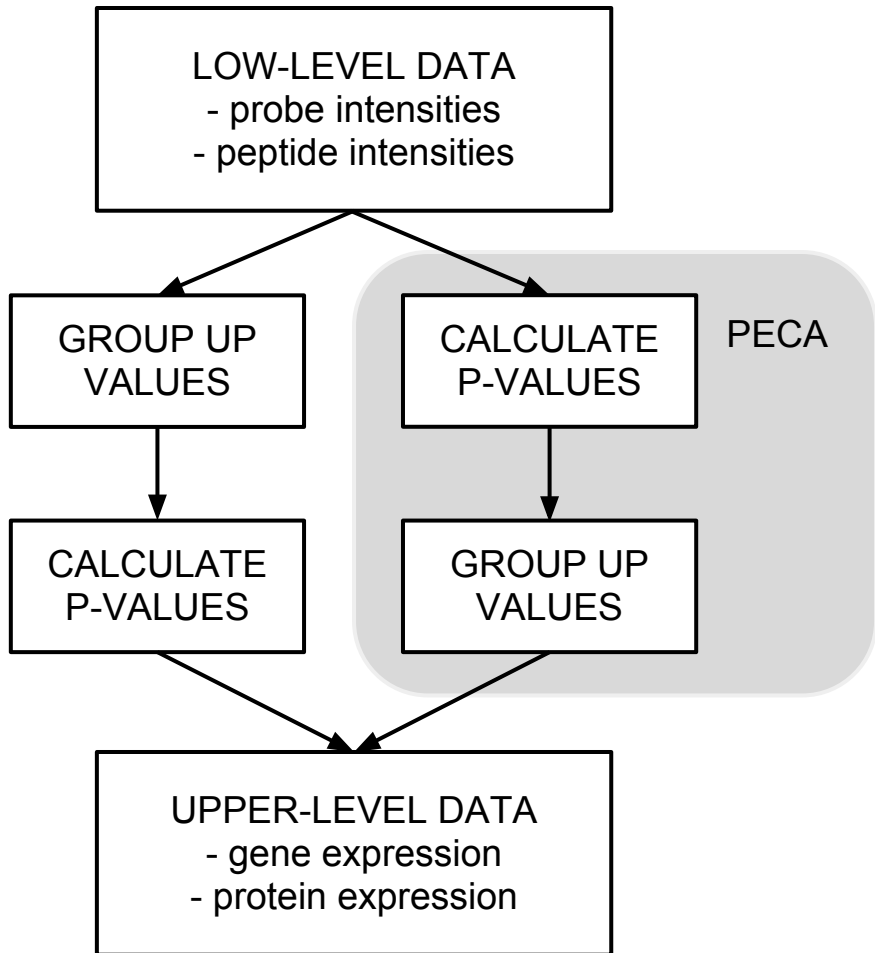 LOW-LEVEL DATA
- probe intensities
- peptide intensities
GROUP UP
VALUES
CALCULATE
P-VALUES
PECA
CALCULATE
P-VALUES
GROUP UP
VALUES
UPPER-LEVEL DATA
- gene expression
- protein expression